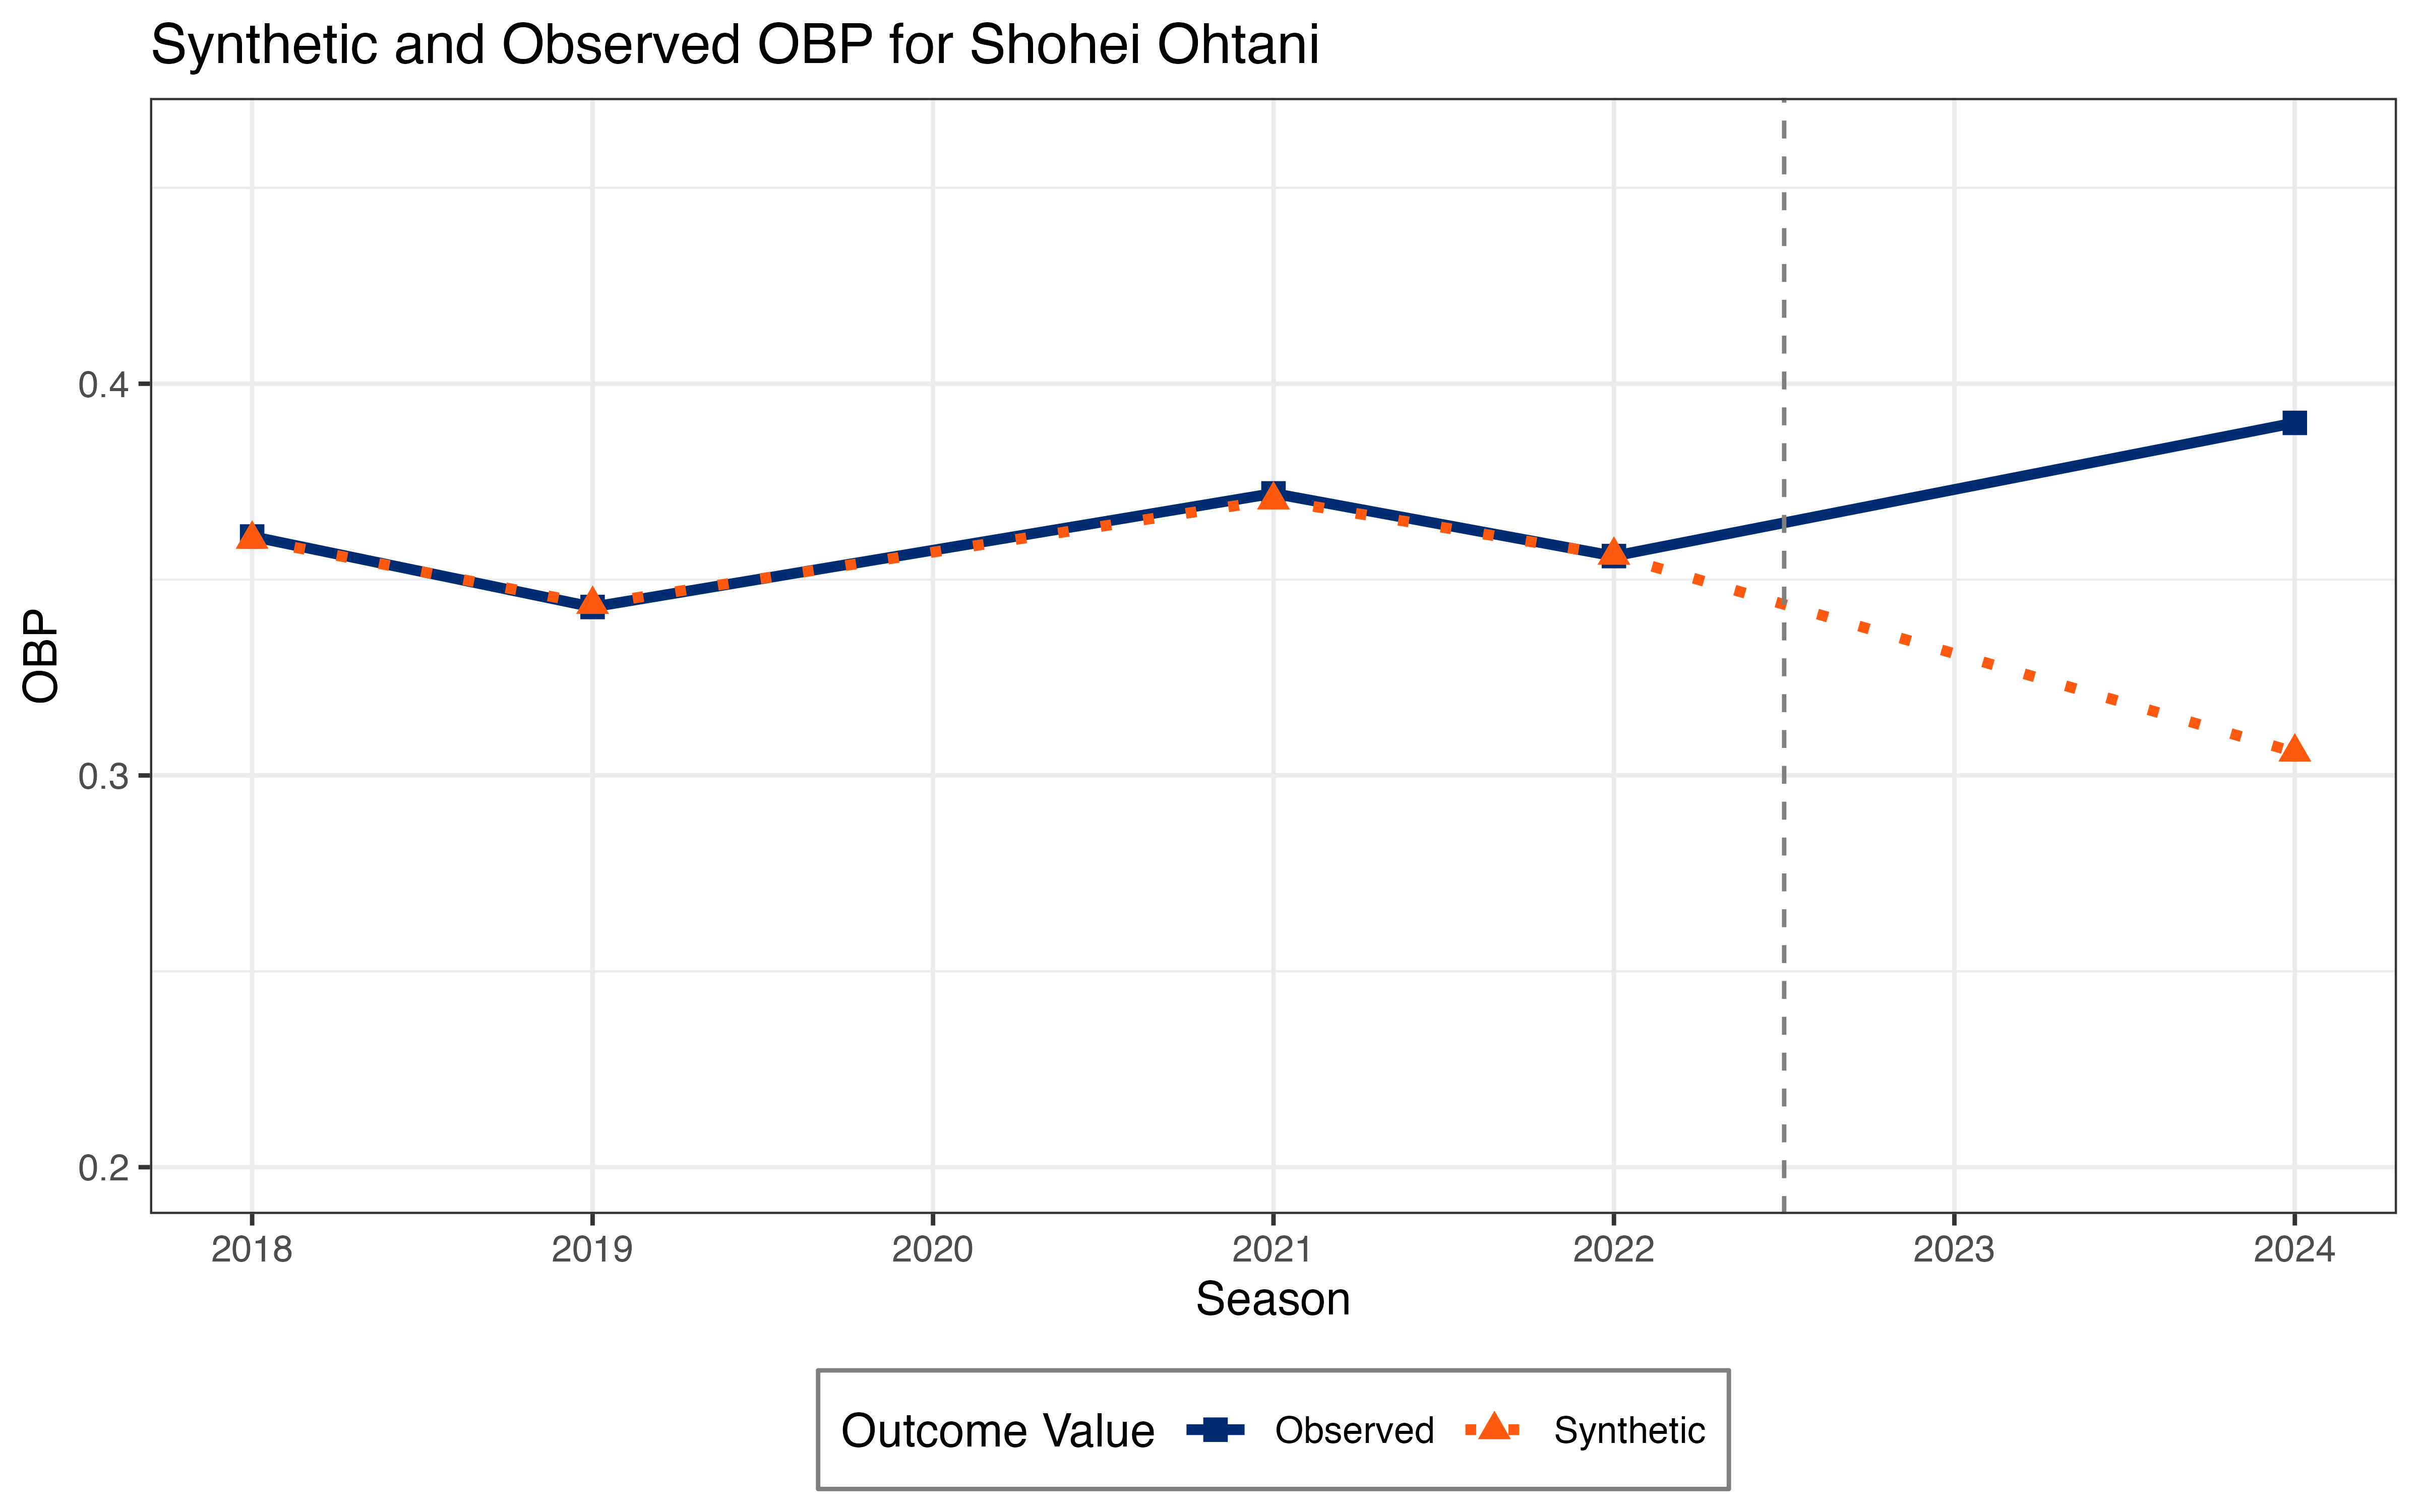 Synthetic and Observed OBP for Shohei Ohtani
OBP
0.4
0.3
0.2
2018 2019 2020 2021 2022 2023 2024
Season
Outcome Value Observed Synthetic